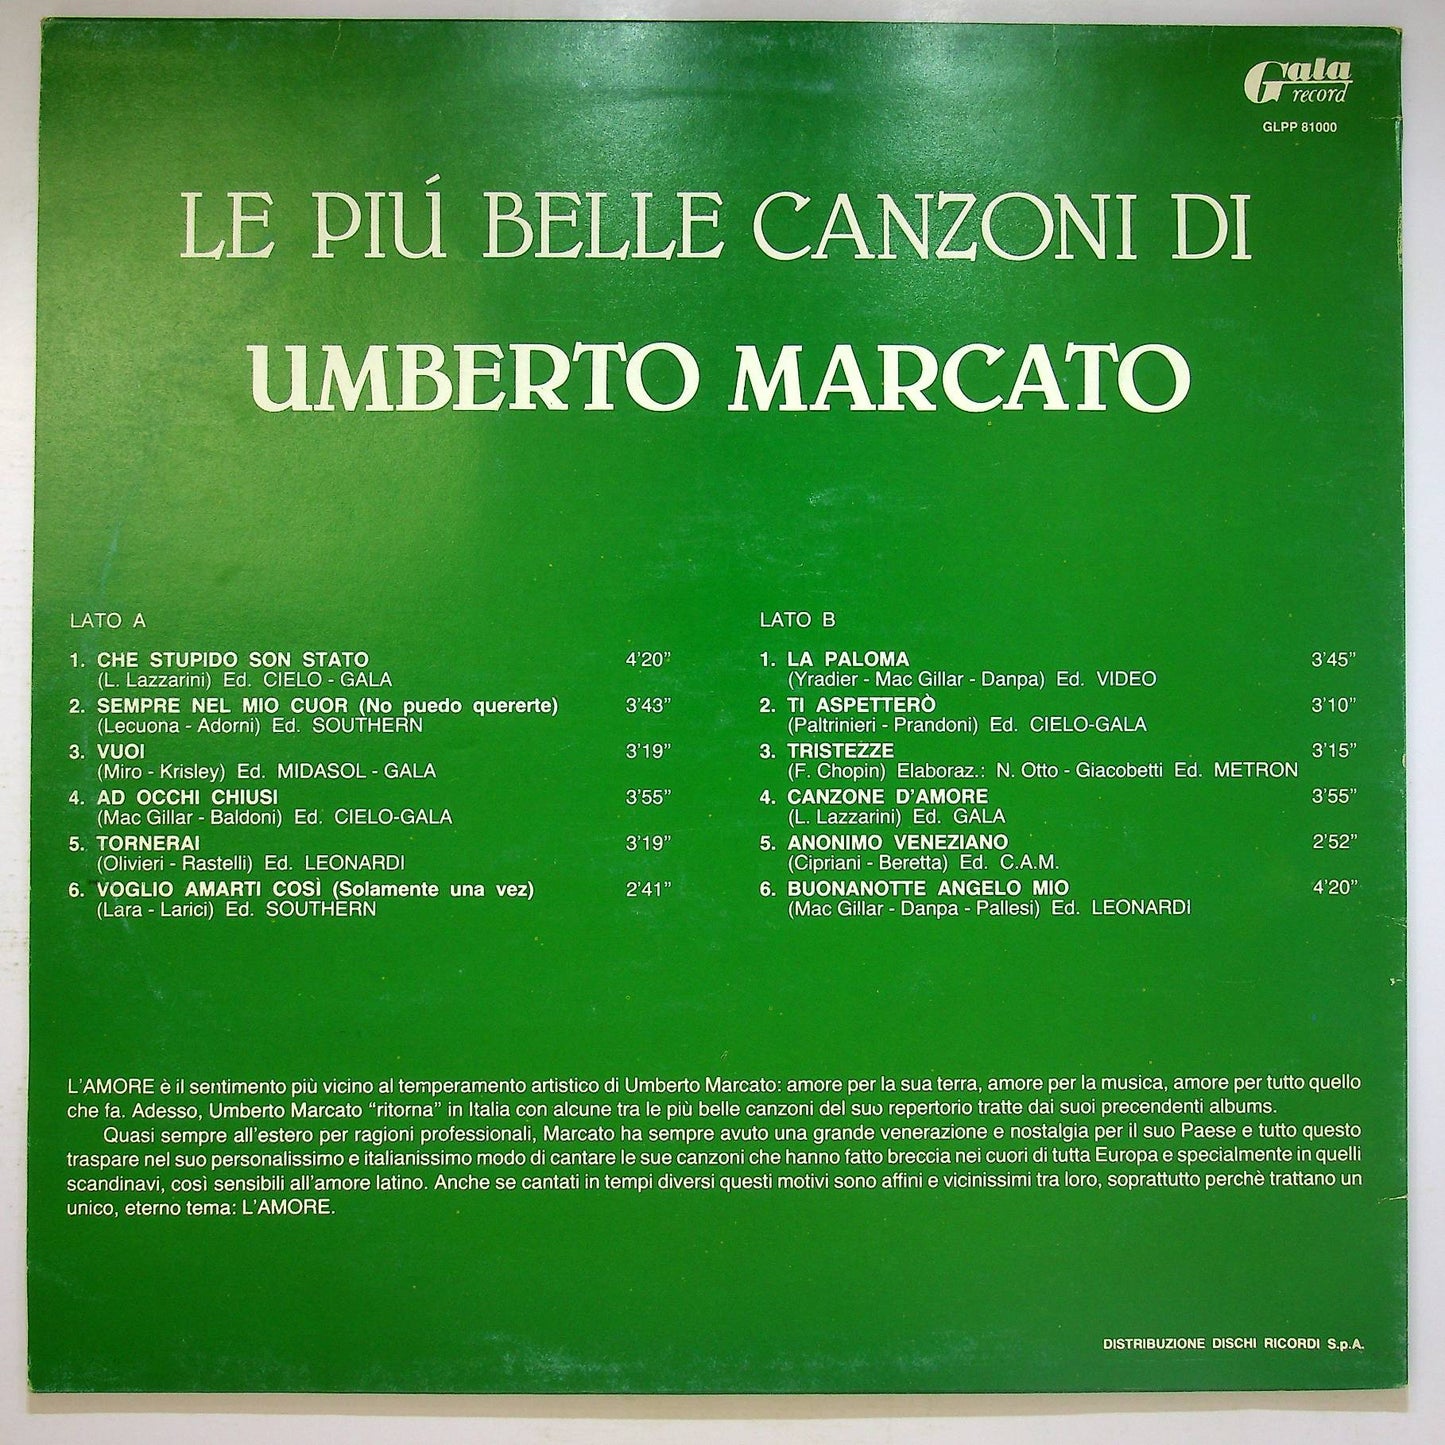 Gala
record
GLPP 81000
LE PIÚ BELLE CANZONI DI
UMBERTO MARCATO
LATO A
1. CHE STUPIDO SON STATO 4'20"
(L. Lazzarini) Ed. CIELO - GALA
2. SEMPRE NEL MIO CUOR (No puedo quererte) 3'43"
(Lecuona - Adorni) Ed. SOUTHERN
3. VUOI 3'19"
(Miro - Krisley) Ed. MIDASOL - GALA
4. AD OCCHI CHIUSI 3'55"
(Mac Gillar - Baldoni) Ed. CIELO-GALA
5. TORNERAI 3'19"
(Olivieri - Rastelli) Ed. LEONARDI
6. VOGLIO AMARTI COSÌ (Solamente una vez) 2'41"
(Lara - Larici) Ed. SOUTHERN
LATO B
1. LA PALOMA 3'45"
(Yradier - Mac Gillar - Danpa) Ed. VIDEO
2. TI ASPETTERÒ 3'10"
(Paltrinieri - Prandoni) Ed. CIELO-GALA
3. TRISTEZZE 3'15"
(F. Chopin) Elaboraz.: N. Otto - Giacobetti Ed. METRON
4. CANZONE D'AMORE 3'55"
(L. Lazzarini) Ed. GALA
5. ANONIMO VENEZIANO 2'52"
(Cipriani - Beretta) Ed. C.A.M.
6. BUONANOTTE ANGELO MIO 4'20"
(Mac Gillar - Danpa - Pallesi) Ed. LEONARDI
L'AMORE è il sentimento più vicino al temperamento artistico di Umberto Marcato: amore per la sua terra, amore per la musica, amore per tutto quello
che fa. Adesso, Umberto Marcato "ritorna" in Italia con alcune tra le più belle canzoni del suo repertorio tratte dai suoi precendenti albums.
Quasi sempre all'estero per ragioni professionali, Marcato ha sempre avuto una grande venerazione e nostalgia per il suo Paese e tutto questo
traspare nel suo personalissimo e italianissimo modo di cantare le sue canzoni che hanno fatto breccia nei cuori di tutta Europa e specialmente in quelli
scandinavi, così sensibili all'amore latino. Anche se cantati in tempi diversi questi motivi sono affini e vicinissimi tra loro, soprattutto perchè trattano un
unico, eterno tema: L'AMORE.
DISTRIBUZIONE DISCHI RICORDI S.p.A.